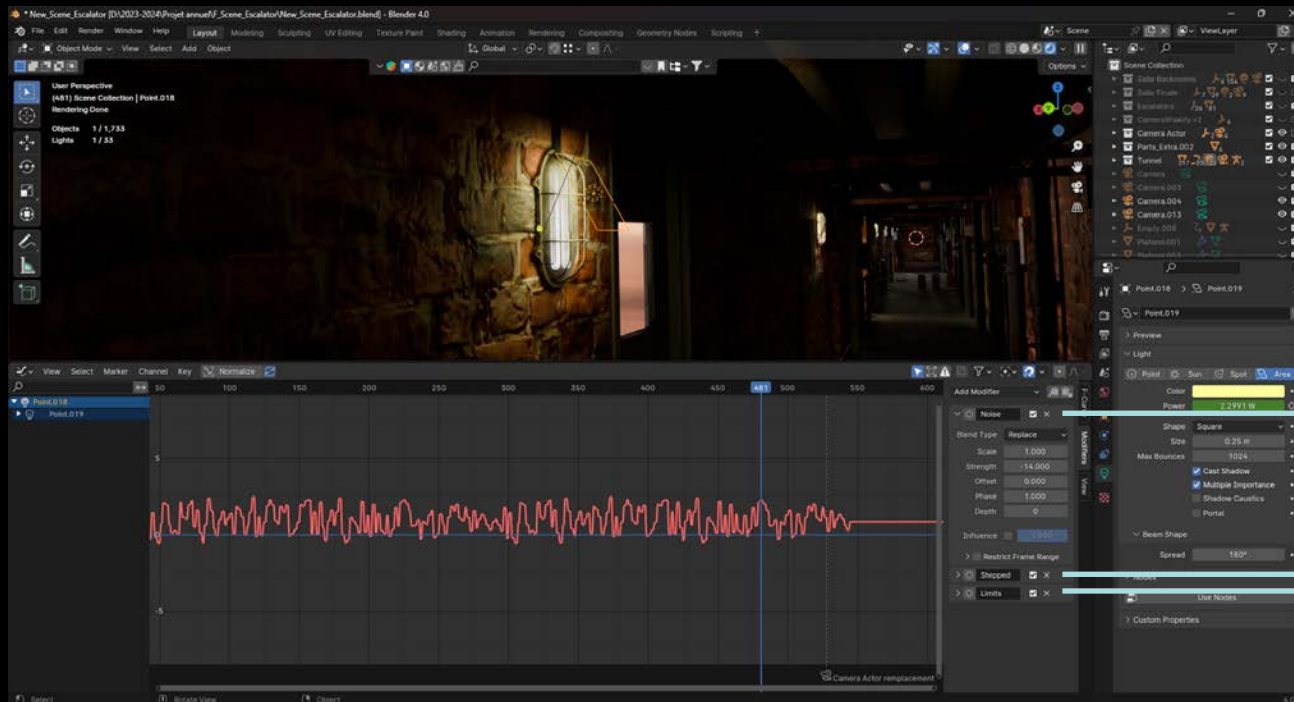 * New_Scene_Escalator [D:\2023-2024\Projet annuel\F_Scene_Escalator\New_Scene_Escalator.blend] - Blender 4.0
File Edit Render Window Help Layout Modeling Sculpting UV Editing Texture Paint Shading Animation Rendering Compositing Geometry Nodes Scripting + Scene ViewLayer
Object Mode View Select Add Object Global
Options
User Perspective
(481) Scene Collection | Point.018
Rendering Done
Objects 1/1,733
Lights 1/33
Scene Collection
Salle Backrooms
Salle Finale
Escalators
Camera Actor
Parts_Extra.002
Tunnel
Camera
Camera.003
Camera.004
Camera.013
Empty.008
Plafond.001
Point.018 > Point.019
Point.019
Preview
Light
Point Sun Spot Area
Color
Power 2.2991 W
Shape Square
Size 0.25 m
Max Bounces 1024
Cast Shadow
Multiple Importance
Shadow Caustics
Portal
Beam Shape
Spread 180°
Nodes
Use Nodes
Custom Properties
View Select Marker Channel Key Normalize
50 100 150 200 250 300 350 400 450 481 500 550 600
Point.018
Point.019
5
0
-5
Camera Actor remplacement
Add Modifier
Noise
Blend Type Replace
Scale 1.000
Strength -14.000
Offset 0.000
Phase 1.000
Depth 0
Influence
Restrict Frame Range
Stepped
Limits
F-Curve
Modifiers
View
Select Rotate View Object